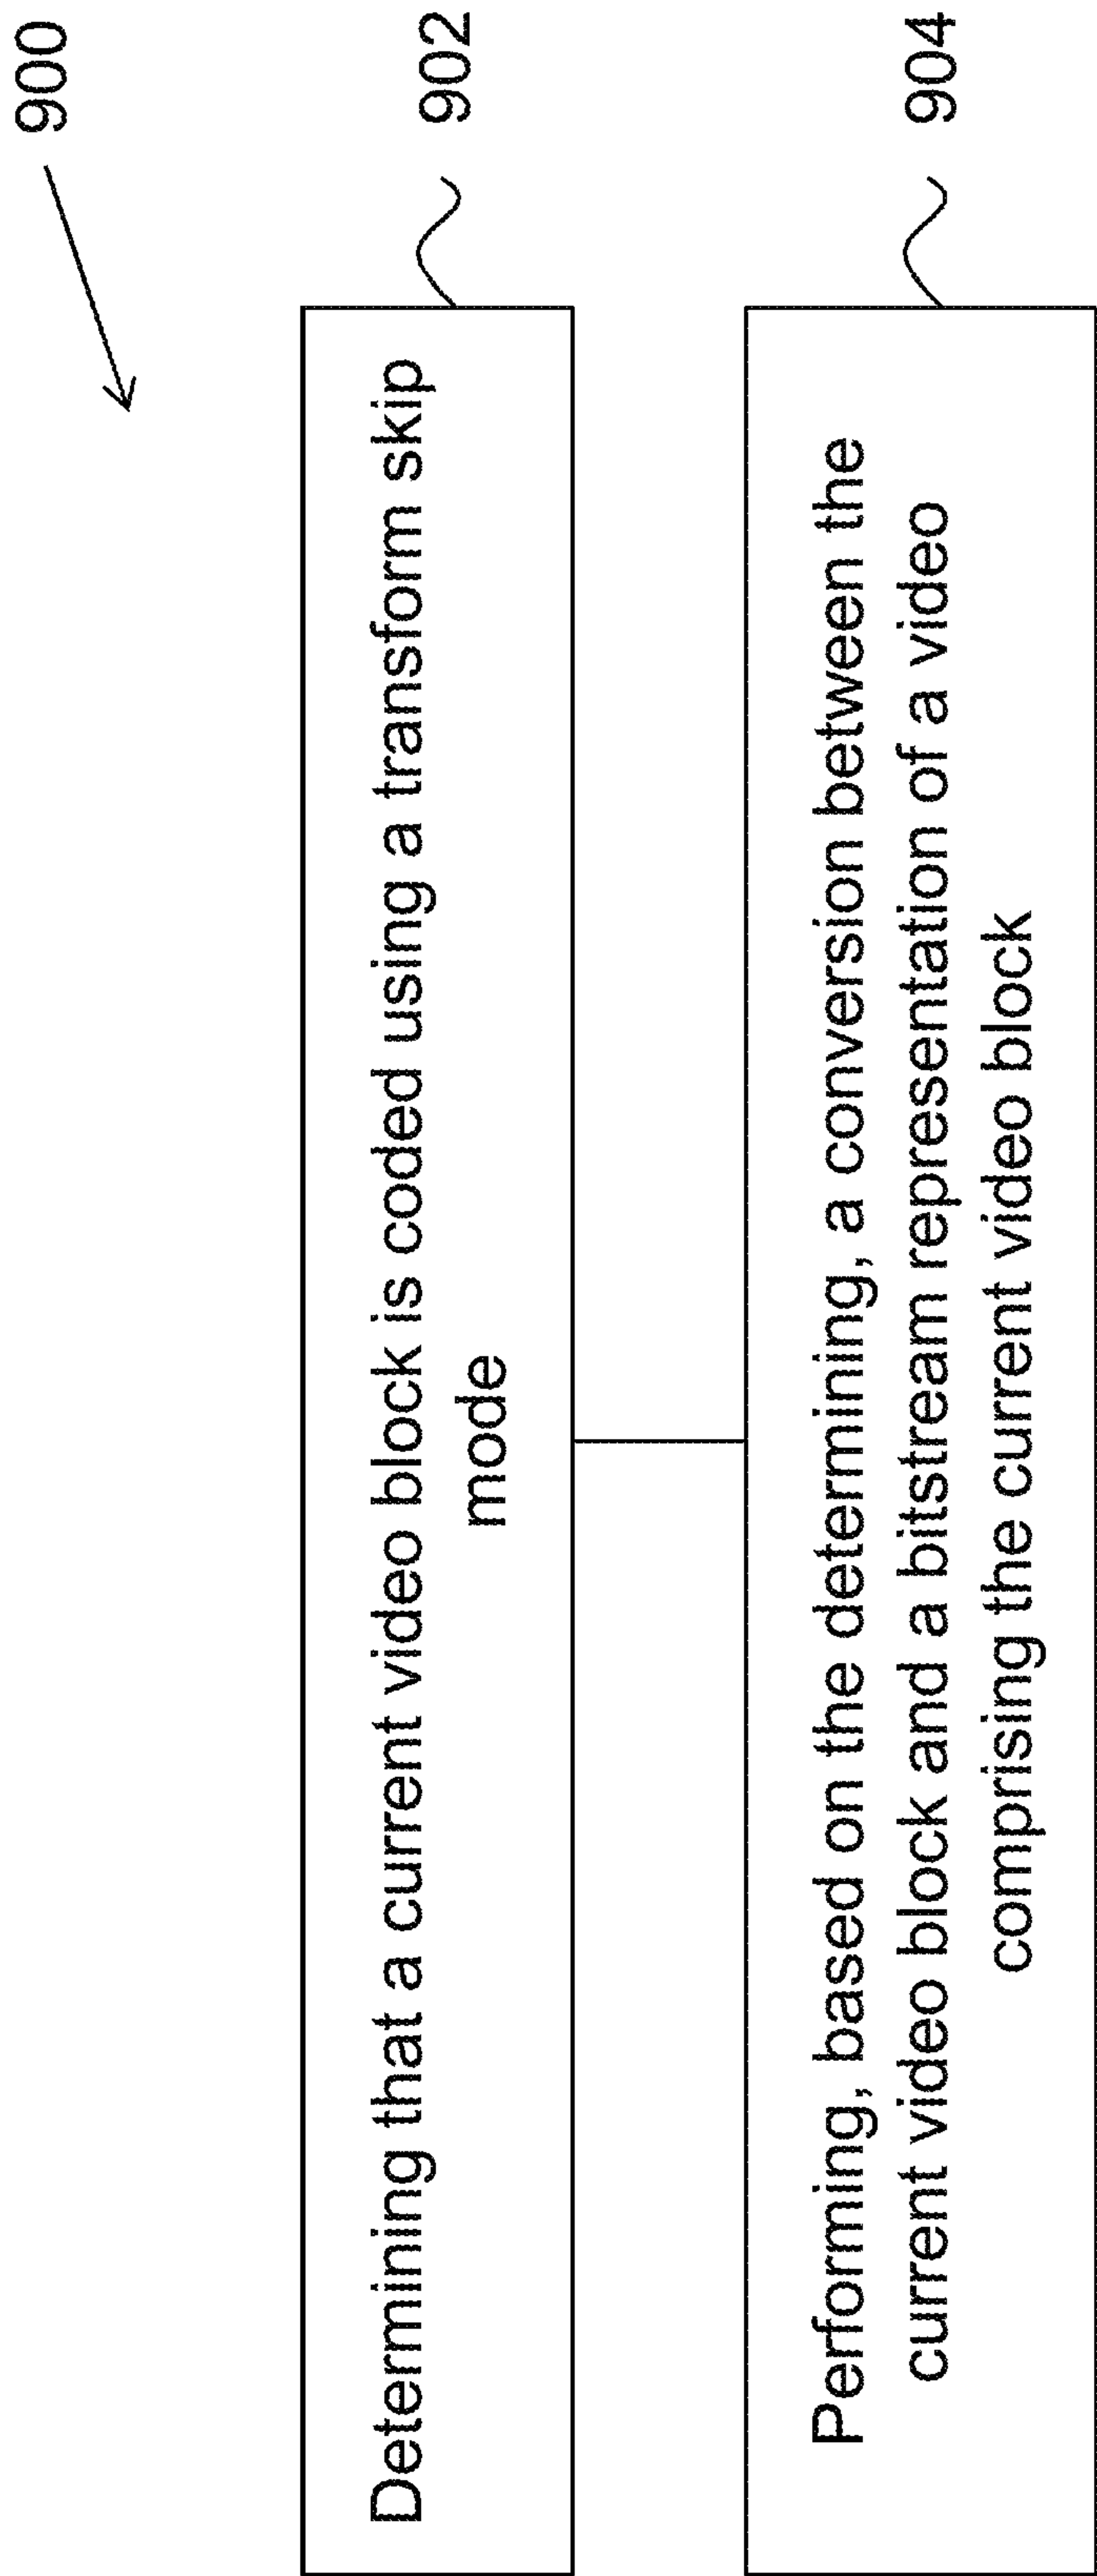 900
Determining that a current video block is coded using a transform skip
mode
902
Performing, based on the determining, a conversion between the
current video block and a bitstream representation of a video
comprising the current video block
904